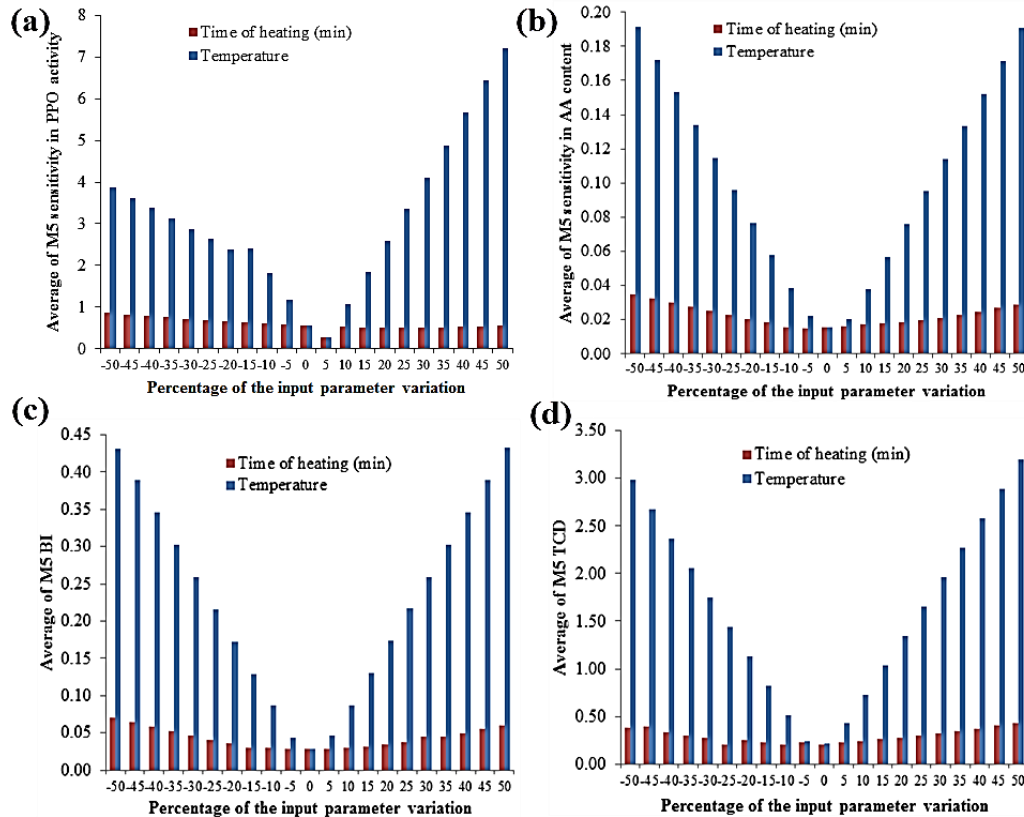 (a)
Average of M5 sensitivity in PPO activity
8
7
6
5
4
3
2
1
0
Time of heating (min)
Temperature
-50 -45 -40 -35 -30 -25 -20 -15 -10 -5 0 5 10 15 20 25 30 35 40 45 50
Percentage of the input parameter variation
(b)
Average of M5 sensitivity in AA content
0.20
0.18
0.16
0.14
0.12
0.10
0.08
0.06
0.04
0.02
0.00
Time of heating (min)
Temperature
-50 -45 -40 -35 -30 -25 -20 -15 -10 -5 0 5 10 15 20 25 30 35 40 45 50
Percentage of the input parameter variation
(c)
Average of M5 BI
0.45
0.40
0.35
0.30
0.25
0.20
0.15
0.10
0.05
0.00
Time of heating (min)
Temperature
-50 -45 -40 -35 -30 -25 -20 -15 -10 -5 0 5 10 15 20 25 30 35 40 45 50
Percentage of the input parameter variation
(d)
Average of M5 TCD
3.50
3.00
2.50
2.00
1.50
1.00
0.50
0.00
Time of heating (min)
Temperature
-50 -45 -40 -35 -30 -25 -20 -15 -10 -5 0 5 10 15 20 25 30 35 40 45 50
Percentage of the input parameter variation